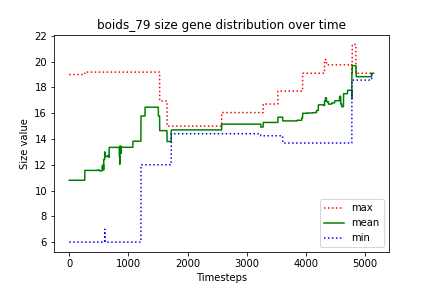 boids_79 size gene distribution over time
Size value
22
20
18
16
14
12
10
8
6
0
1000
2000
3000
4000
5000
Timesteps
max
mean
min